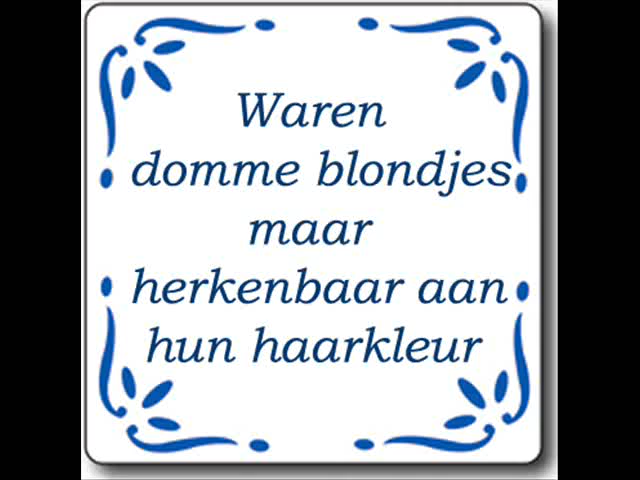 Waren
domme blondjes
maar
herkenbaar aan
hun haarkleur